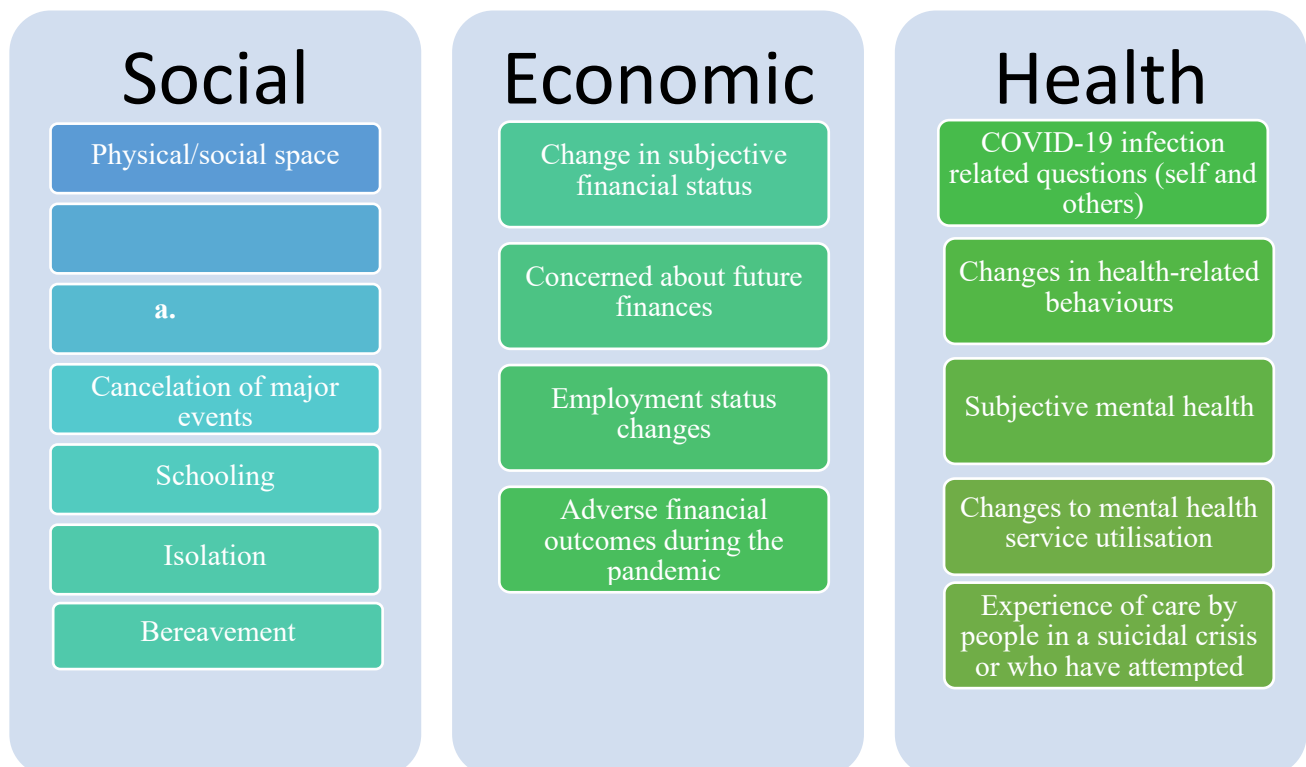 Social
Physical/social space
a.
Cancelation of major
events
Schooling
Isolation
Bereavement
Economic
Change in subjective
financial status
Concerned about future
finances
Employment status
changes
Adverse financial
outcomes during the
pandemic
Health
COVID-19 infection
related questions (self and
others)
Changes in health-related
behaviours
Subjective mental health
Changes to mental health
service utilisation
Experience of care by
people in a suicidal crisis
or who have attempted